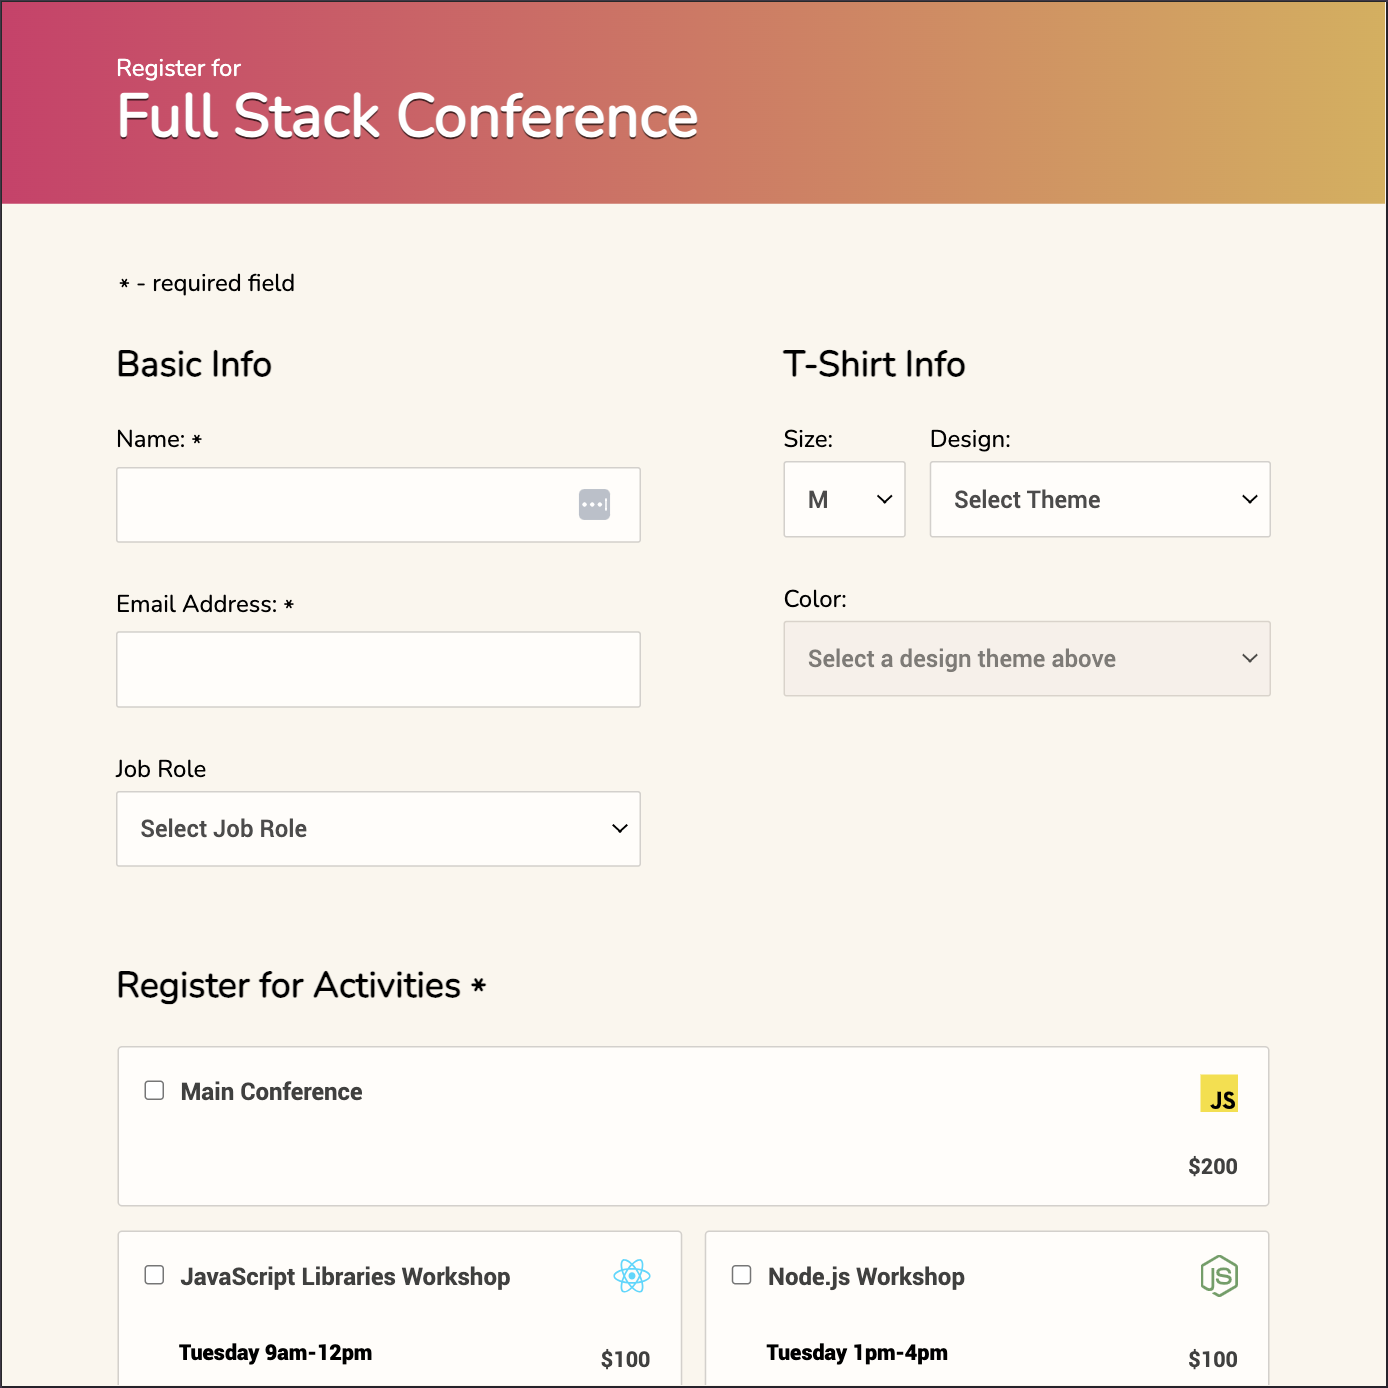 Register for
Full Stack Conference
* - required field
Basic Info
Name: *
Email Address: *
Job Role
Select Job Role
T-Shirt Info
Size:
Design:
M
Select Theme
Color:
Select a design theme above
Register for Activities *
Main Conference
JS
$200
JavaScript Libraries Workshop
Tuesday 9am-12pm
$100
Node.js Workshop
JS
Tuesday 1pm-4pm
$100